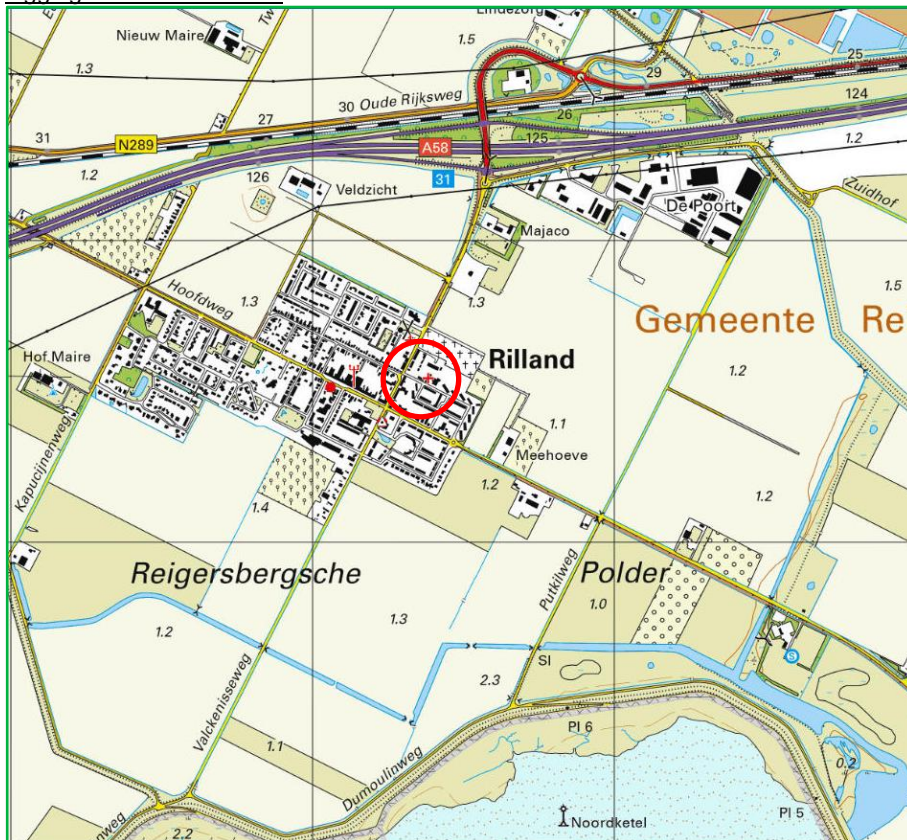 Nieuw Maire
Lindezorg
1.5
1.3
29
25
31
27
30 Oude Rijksweg
26
124
N289
A58
125
1.2
31
1.2
126
Veldzicht
De Poort
Zuidhof
Majaco
Hoofdweg
1.3
1.3
1.5
Gemeente Re
Hof Maire
Rilland
1.2
1.1
Kapucijnenweg
Meehoeve
1.2
1.4
1.2
Reigersbergsche
Putkilweg
Polder
1.0
1.2
1.3
SI
S
Valckenisseweg
2.3
Pl 6
1.1
Dumoulinweg
0.2
Noordketel
Pl 5
nweg
2.2